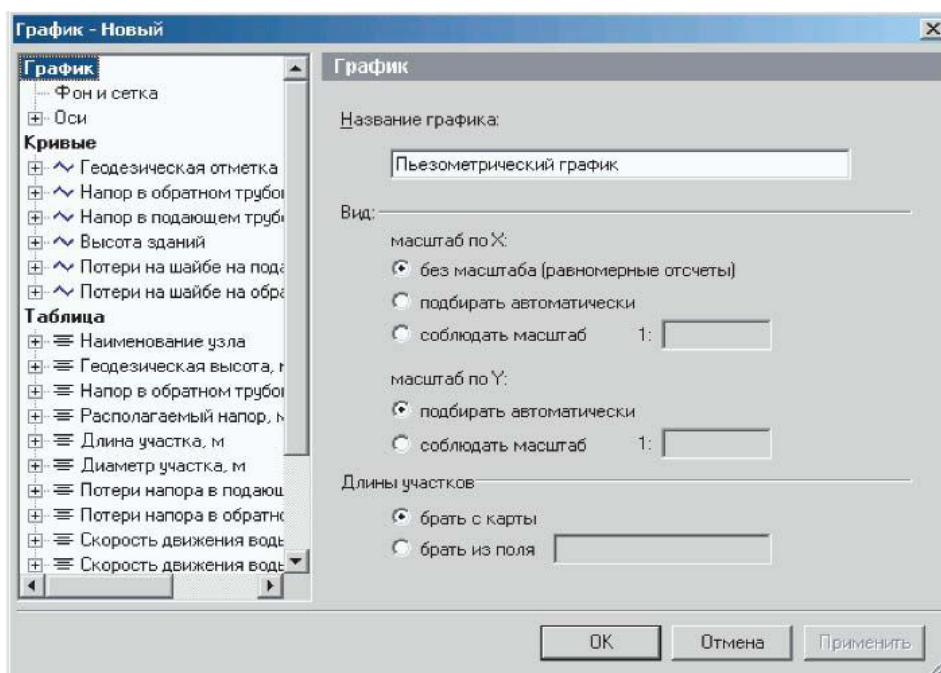 График - Новый
График
Фон и сетка
Оси
Кривые
Геодезическая отметка
Напор в обратном трубо
Напор в подающем труб
Высота зданий
Потери на шайбе на пода
Потери на шайбе на обра
Таблица
Наименование узла
Геодезическая высота,
Напор в обратном трубо
Располагаемый напор, м
Длина участка, м
Диаметр участка, м
Потери напора в подающ
Потери напора в обратно
Скорость движения воды
Скорость движения воды
График
Название графика:
Пьезометрический график
Вид:
масштаб по X:
без масштаба (равномерные отсчеты)
подбирать автоматически
соблюдать масштаб 1:
масштаб по Y:
подбирать автоматически
соблюдать масштаб 1:
Длины участков
брать с карты
брать из поля
OK Отмена Применить